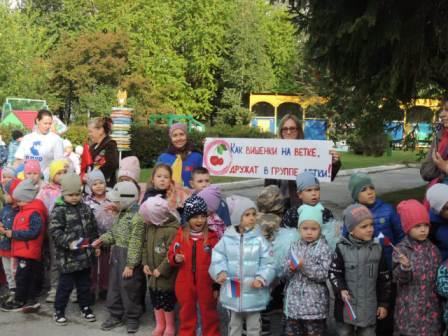 Как вишенки на ветке,
дружат в группе детки!